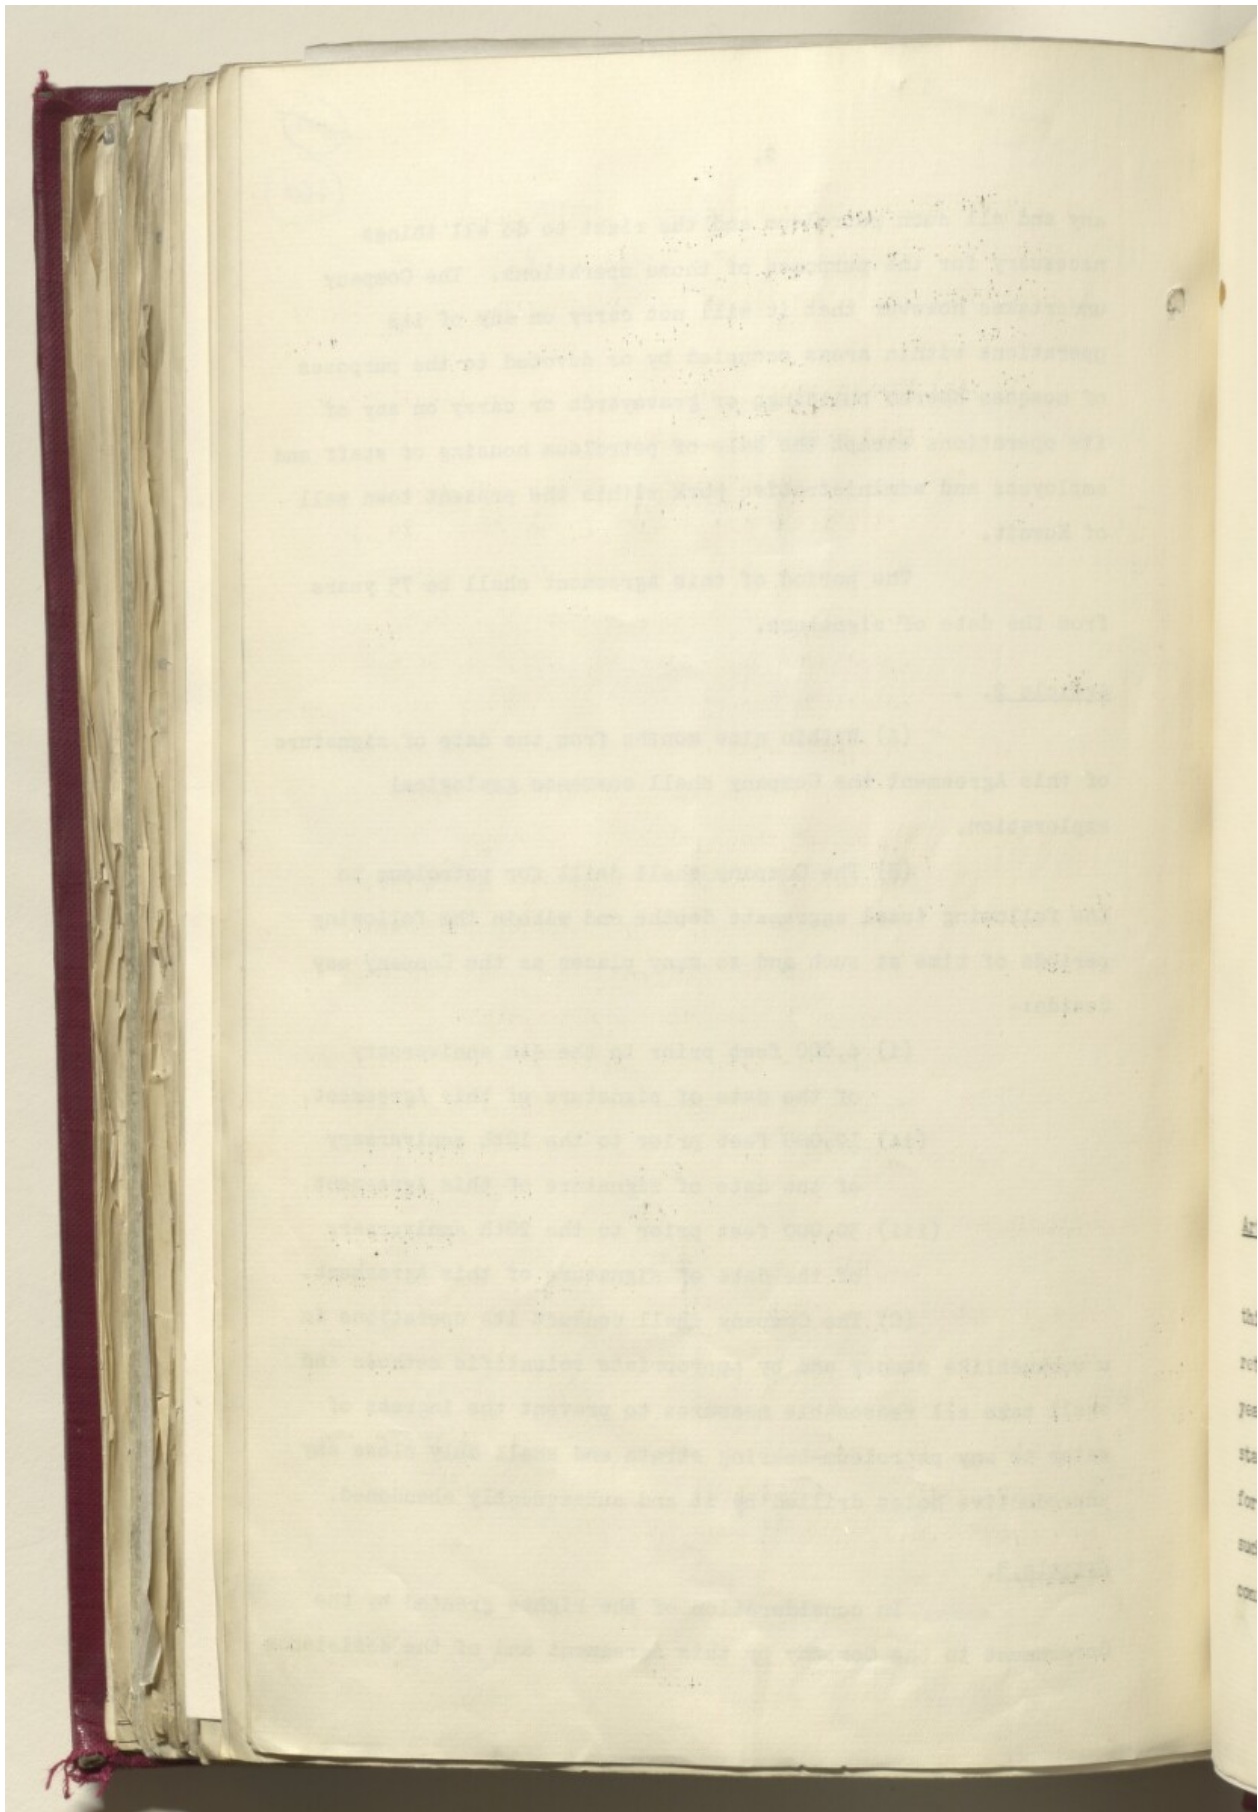 2.
any and all such and the right to do all things
necessary for the purposes of those operations. The Company
undertakes however that it will not carry on any of its
operations within areas occupied by or devoted to the purposes
of Mosques sacred buildings or graveyards or carry on any of
its operations except the sale of petroleum housing of staff and
employees and administrative work within the present town wall
of Kuwait.
The period of this Agreement shall be 75 years
from the date of signature.
Article 2.
(A) Within nine months from the date of signature
of this Agreement the Company shall commence geological
exploration.
(B) The Company shall drill for petroleum to
the following total aggregate depths and within the following
periods of time at such and so many places as the Company may
decide:-
(i) 4,000 feet prior to the 4th anniversary
of the date of signature of this Agreement.
(ii) 12,000 feet prior to the 10th anniversary
of the date of signature of this Agreement
(iii) 30,000 feet prior to the 20th anniversary
of the date of signature of this Agreement.
(C) The Company shall conduct its operations in
a workmanlike manner and by appropriate scientific methods and
shall take all reasonable measures to prevent the ingress of
water to any petroleum-bearing strata and shall duly close any
unproductive holes drilled by it and subsequently abandoned.
Article 3.
In consideration of the rights granted by the
Government to the Company by this Agreement and of the assistance
Ar
thi
ret
yea
sta
for
suc
con